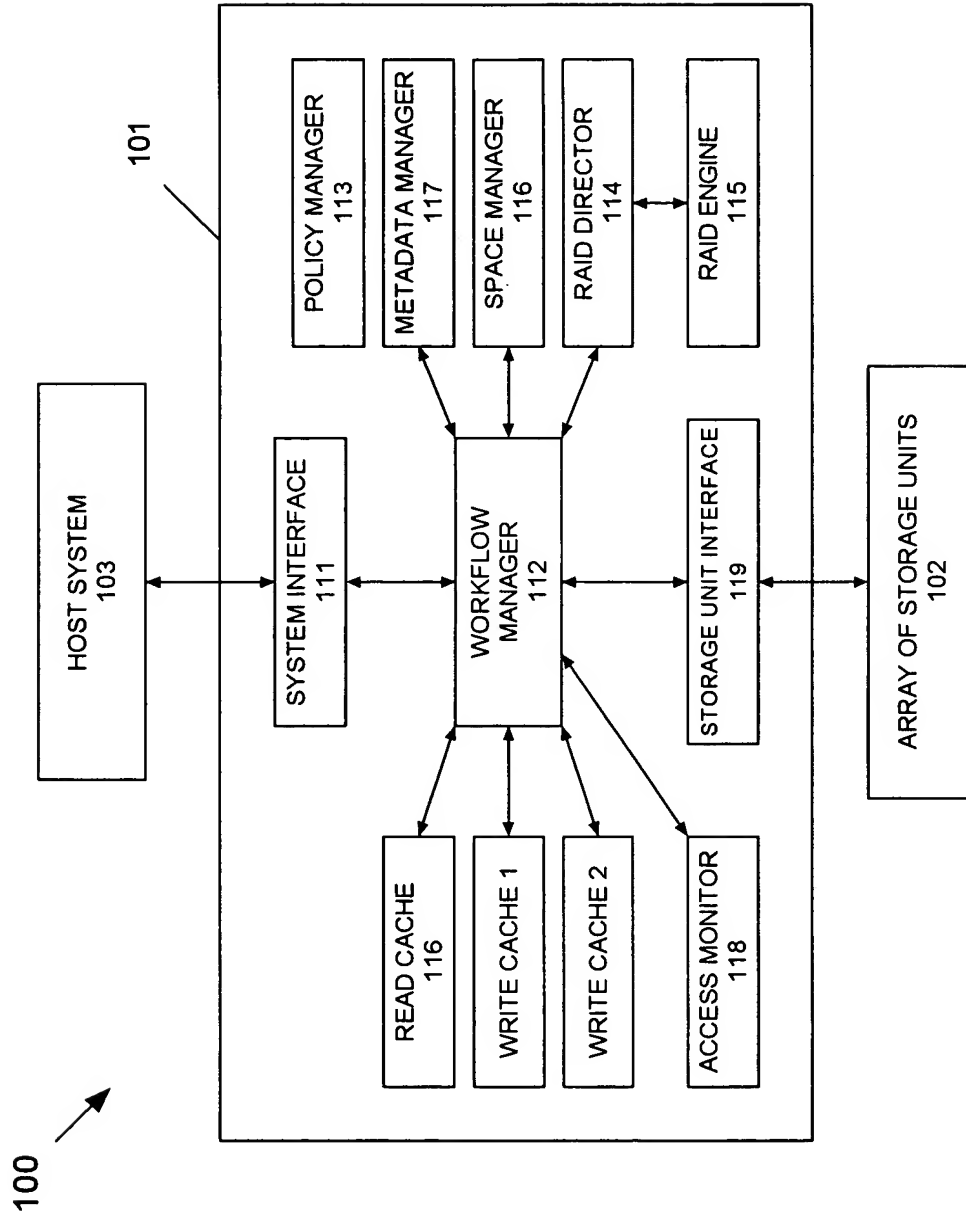 100
101
HOST SYSTEM
103
SYSTEM INTERFACE
111
POLICY MANAGER
113
METADATA MANAGER
117
SPACE MANAGER
116
RAID DIRECTOR
114
RAID ENGINE
115
WORKFLOW
MANAGER
112
READ CACHE
116
WRITE CACHE 1
WRITE CACHE 2
ACCESS MONITOR
118
STORAGE UNIT INTERFACE
119
ARRAY OF STORAGE UNITS
102